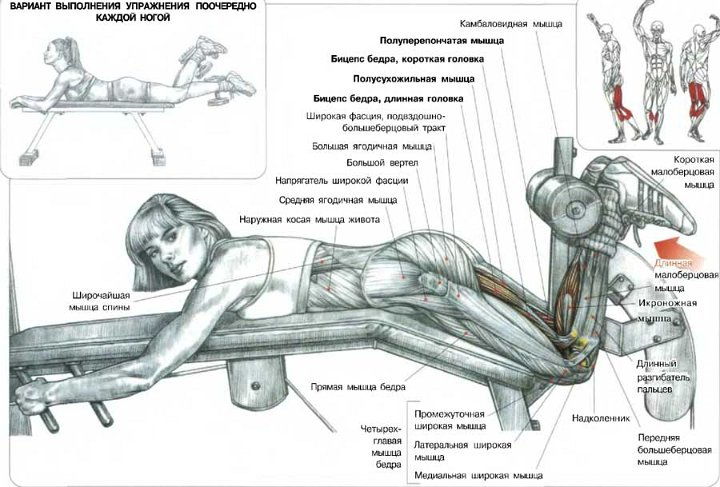 ВАРИАНТ ВЫПОЛНЕНИЯ УПРАЖНЕНИЯ ПООЧЕРЕДНО
КАЖДОЙ НОГОЙ
Камбаловидная мышца
Полуперепончатая мышца
Бицепс бедра, короткая головка
Полусухожильная мышца
Бицепс бедра, длинная головка
Широкая фасция, подвздошно-
большеберцовый тракт
Большая ягодичная мышца
Большой вертел
Напрягатель широкой фасции
Средняя ягодичная мышца
Наружная косая мышца живота
Широчайшая
мышца спины
Короткая
малоберцовая
мышца
Длинная
малоберцовая
мышца
Икроножная
мышца
Длинный
разгибатель
пальцев
Прямая мышца бедра
Четырех-
главая
мышца
бедра
Промежуточная
широкая мышца
Латеральная широкая
мышца
Медиальная широкая мышца
Надколенник
Передняя
большеберцовая
мышца